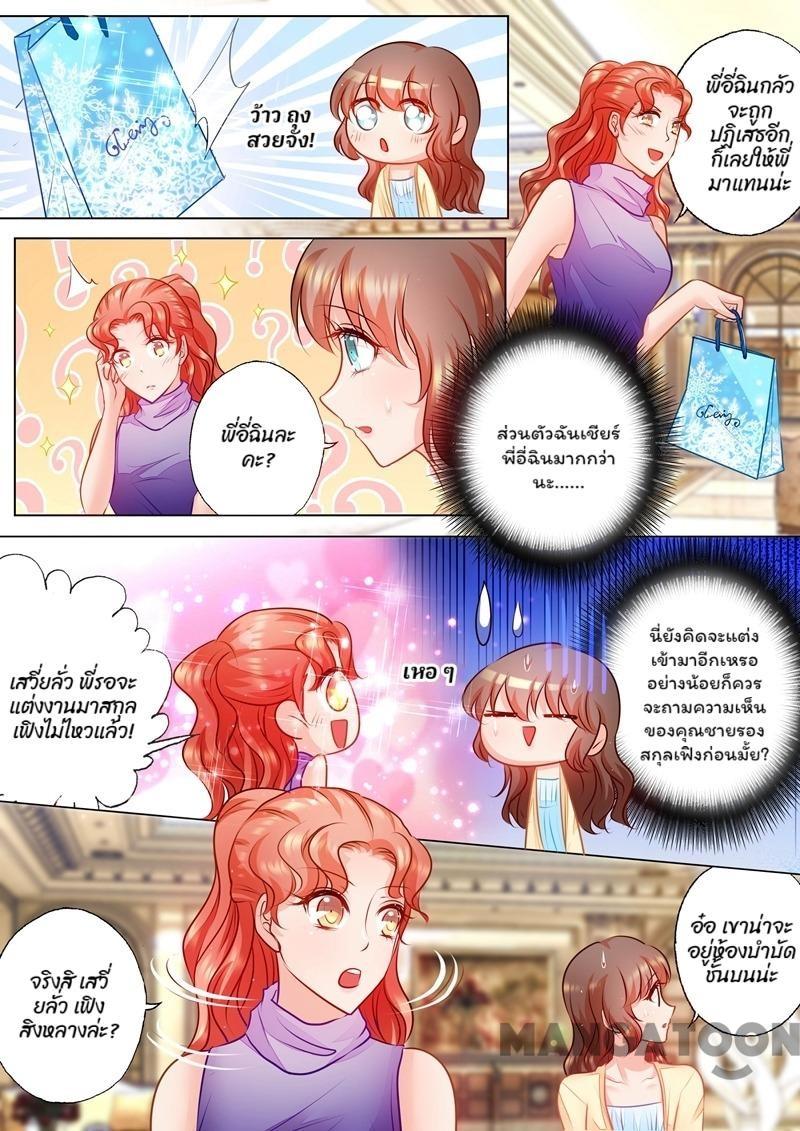 ว้าว ถุง
สวยจัง!
พี่อี่ฉินกลัว
จะถูก
ปฏิเสธอีก
ก็เลยให้พี่
มาแทนน่ะ
พี่อี่ฉินละ
คะ?
ส่วนตัวฉันเชียร์
พี่อี่ฉินมากกว่า
นะ......
เสวี่ยลั่ว พี่รอจะ
แต่งงานมาสกุล
เฟิงไม่ไหวแล้ว!
เหอ ๆ
นี่ยังคิดจะแต่ง
เข้ามาอีกเหรอ
อย่างน้อยก็ควร
จะถามความเห็น
ของคุณชายรอง
สกุลเฟิงก่อนมั้ย?
จริงสิ เสวี่
ยลั่ว เฟิง
สิงหลางล่ะ?
อ๋อ เขาน่าจะ
อยู่ห้องบำบัด
ชั้นบนน่ะ
MANGATOON